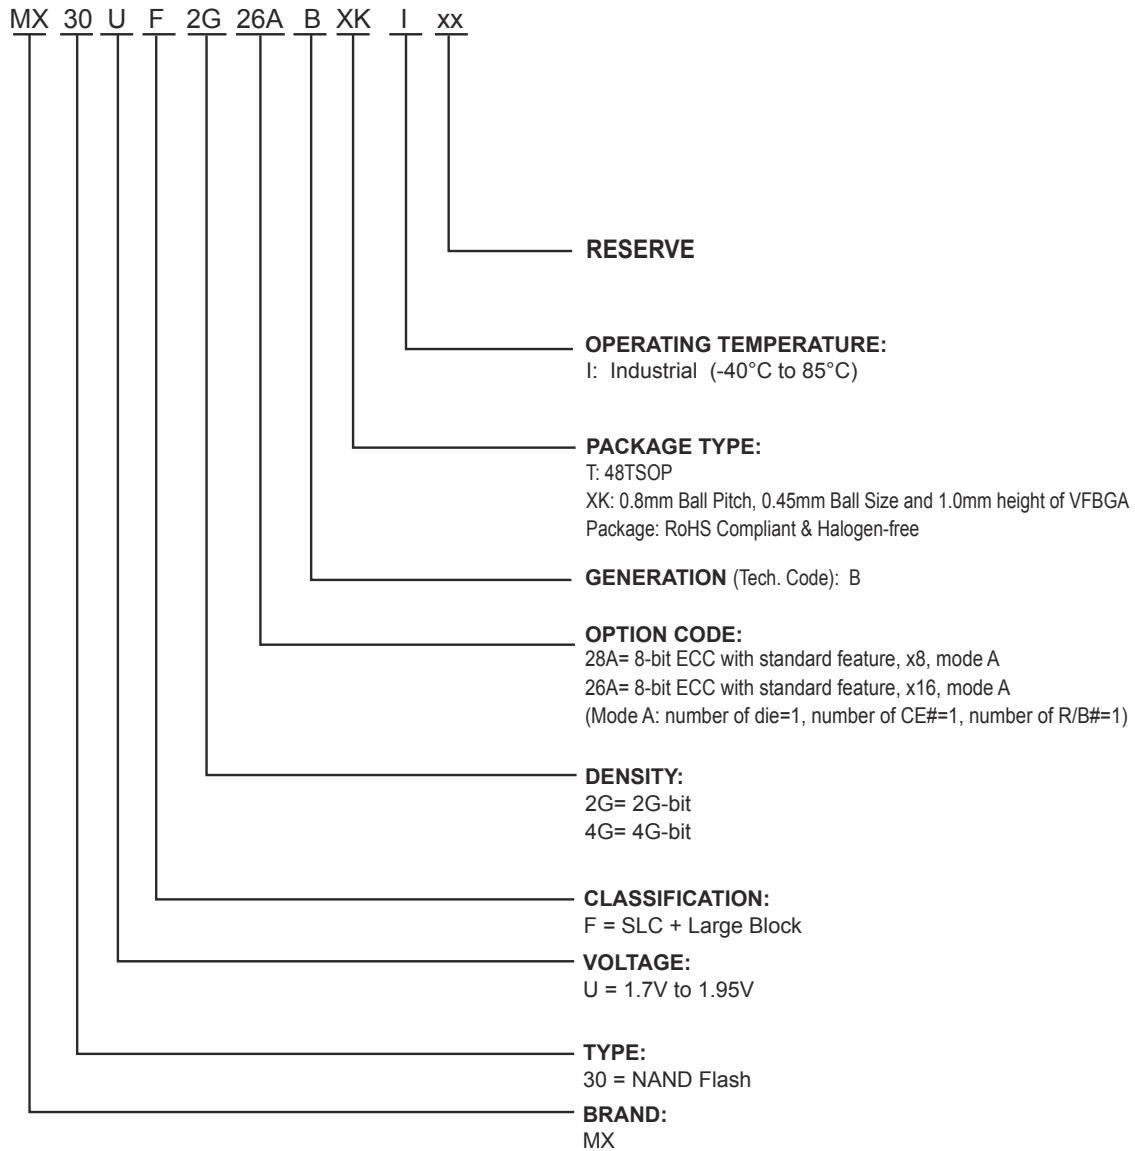 MX 30 U F 2G 26A B XK I xx
RESERVE
OPERATING TEMPERATURE:
I: Industrial (-40°C to 85°C)
PACKAGE TYPE:
T: 48TSOP
XK: 0.8mm Ball Pitch, 0.45mm Ball Size and 1.0mm height of VFBGA
Package: RoHS Compliant & Halogen-free
GENERATION (Tech. Code): B
OPTION CODE:
28A= 8-bit ECC with standard feature, x8, mode A
26A= 8-bit ECC with standard feature, x16, mode A
(Mode A: number of die=1, number of CE#=1, number of R/B#=1)
DENSITY:
2G= 2G-bit
4G= 4G-bit
CLASSIFICATION:
F = SLC + Large Block
VOLTAGE:
U = 1.7V to 1.95V
TYPE:
30 = NAND Flash
BRAND:
MX